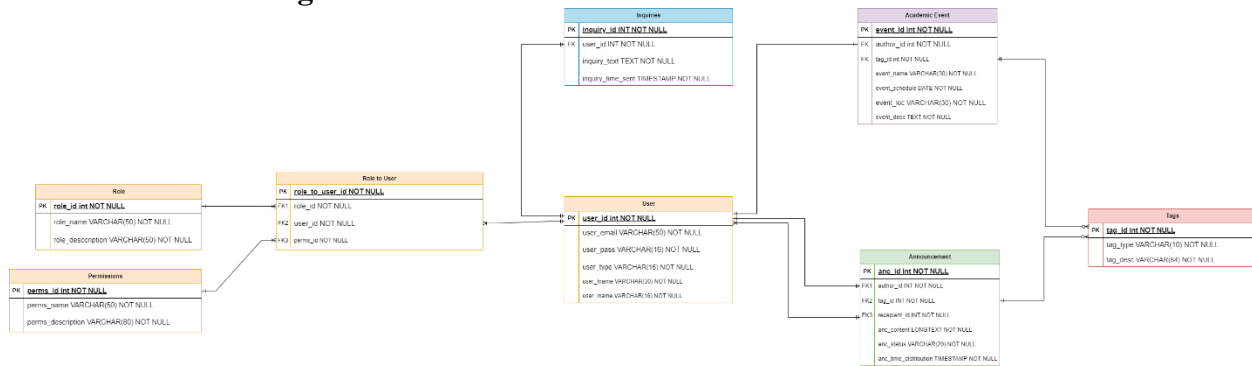 Inquiries
PK inquiry_id INT NOT NULL
FK user_id INT NOT NULL
inquiry_text TEXT NOT NULL
inquiry_time_sent TIMESTAMP NOT NULL
Academic Event
PK event_id int NOT NULL
FK author_id int NOT NULL
FK tag_id int NOT NULL
event_name VARCHAR(30) NOT NULL
event_schedule DATE NOT NULL
event_loc VARCHAR(30) NOT NULL
event_desc TEXT NOT NULL
Role
PK role_id int NOT NULL
role_name VARCHAR(50) NOT NULL
role_desccription VARCHAR(50) NOT NULL
Permissions
PK perms_id int NOT NULL
perms_name VARCHAR(50) NOT NULL
perms_description VARCHAR(80) NOT NULL
Role to User
PK role_to_user_id NOT NULL
FK1 role_id NOT NULL
FK2 user_id NOT NULL
FK3 perms_id NOT NULL
User
PK user_id int NOT NULL
user_email VARCHAR(50) NOT NULL
user_pass VARCHAR(16) NOT NULL
user_type VARCHAR(16) NOT NULL
user_fname VARCHAR(30) NOT NULL
user_lname VARCHAR(16) NOT NULL
Announcement
PK anc_id int NOT NULL
FK1 author_id INT NOT NULL
FK2 tag_id INT NOT NULL
FK3 recepient_id INT NOT NULL
anc_content LONGTEXT NOT NULL
anc_status VARCHAR(20) NOT NULL
anc_time_distribution TIMESTAMP NOT NULL
Tags
PK tag_id int NOT NULL
tag_type VARCHAR(10) NOT NULL
tag_desc VARCHAR(64) NOT NULL